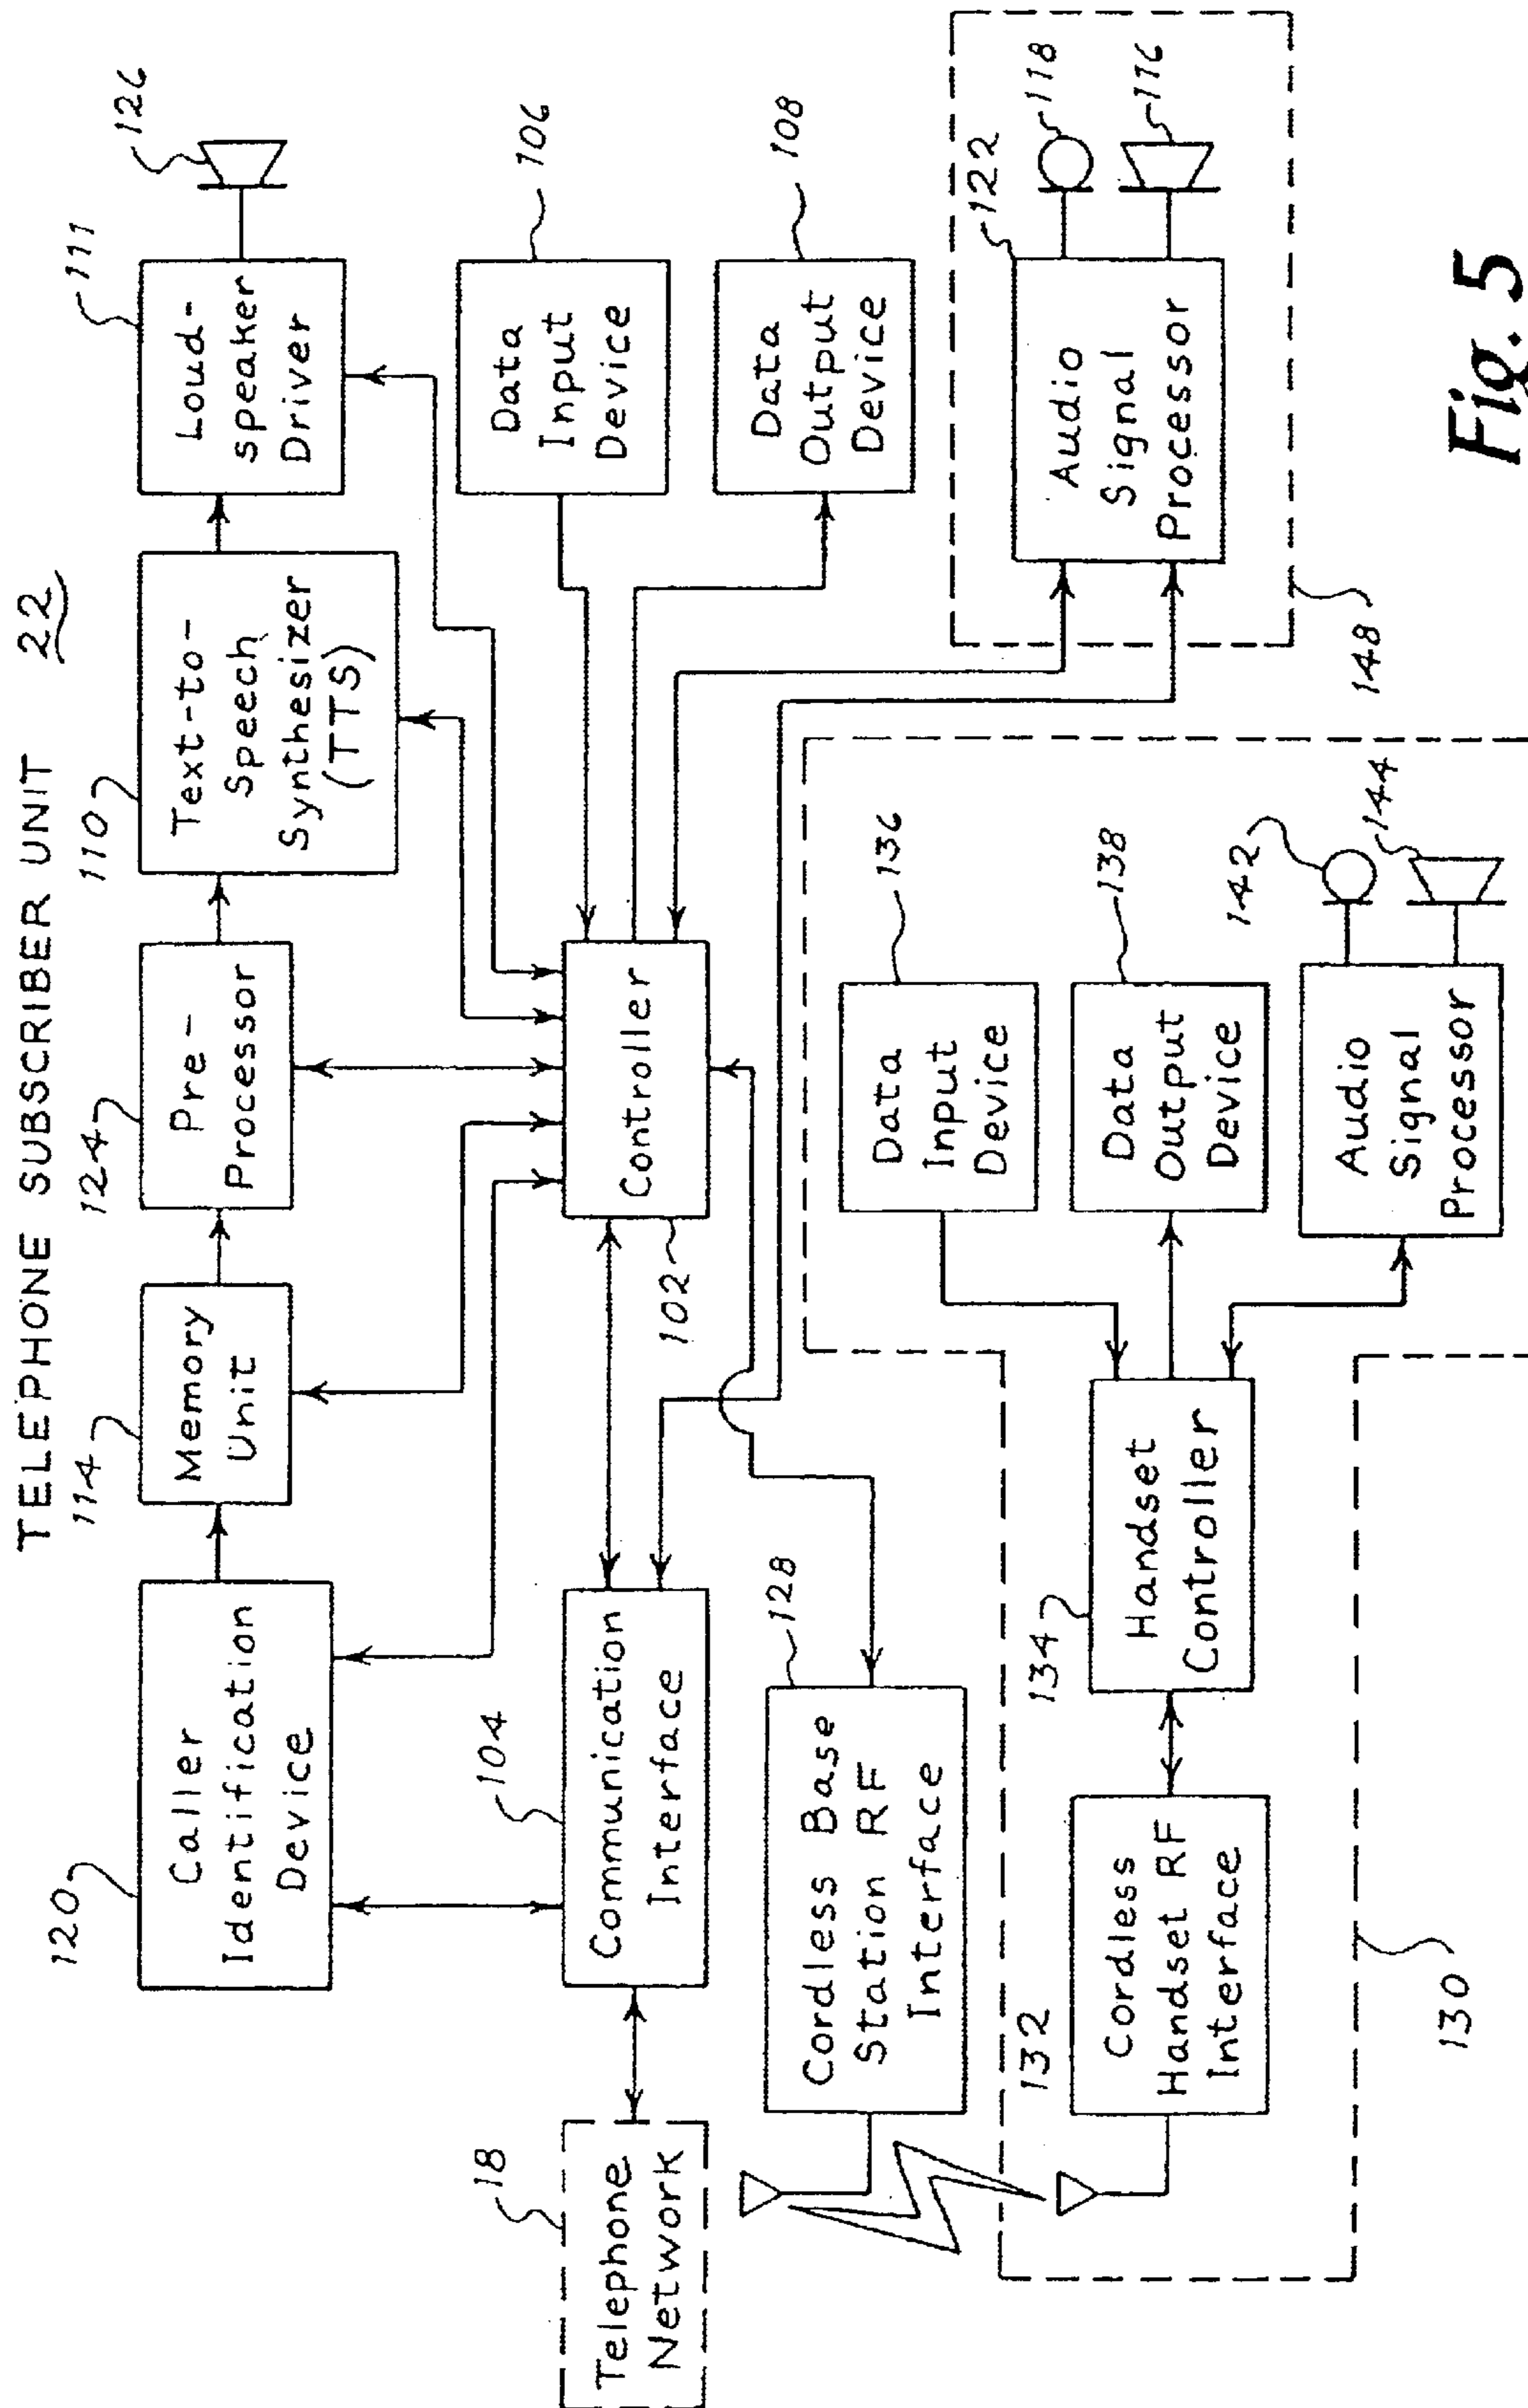 TELEPHONE SUBSCRIBER UNIT 22
120
Caller
Identification
Device
114
Memory
Unit
124
Pre-
Processor
110
Text-to-
Speech
Synthesizer
(TTS)
111
Loud-
speaker
Driver
126
18
Telephone
Network
104
Communication
Interface
102
Controller
Data
Input
Device
106
Data
Output
Device
108
128
Cordless Base
Station RF
Interface
122
Audio
Signal
Processor
118
116
148
132
Cordless
Handset RF
Interface
134
Handset
Controller
Data
Input
Device
136
Data
Output
Device
138
Audio
Signal
Processor
142
144
130
Fig. 5